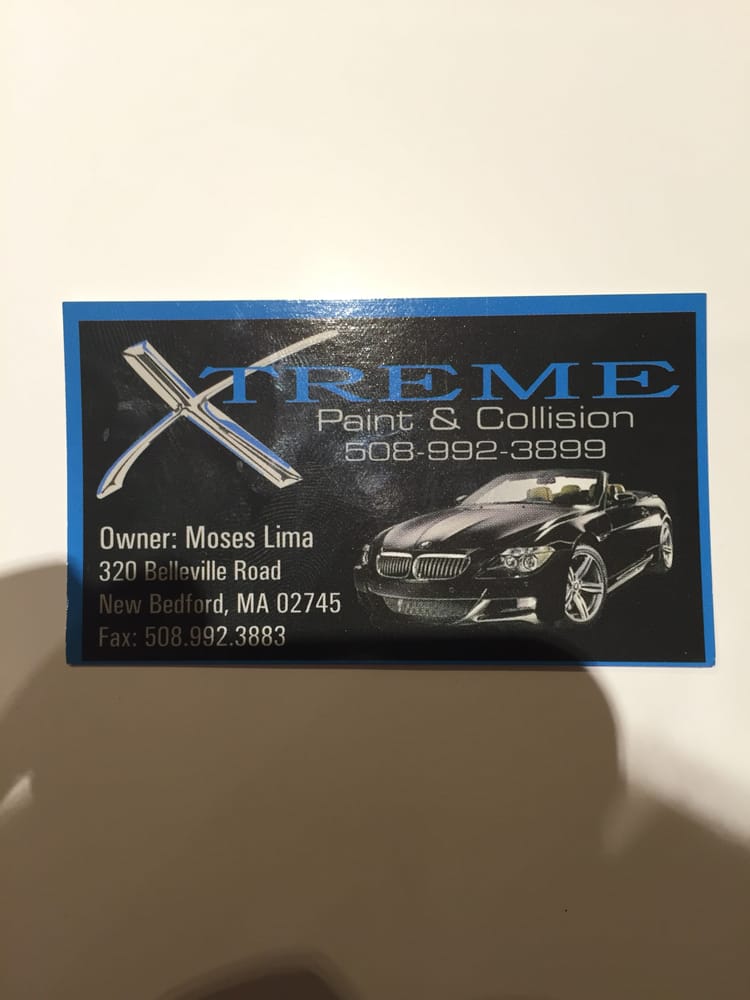 XTREME
Paint & Collision
508-992-3899
Owner: Moses Lima
320 Belleville Road
New Bedford, MA 02745
Fax: 508.992.3883